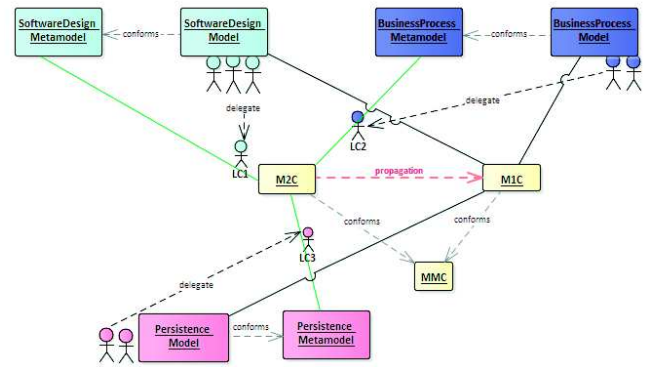 SoftwareDesign
Metamodel
conforms
SoftwareDesign
Model
BusinessProcess
Metamodel
conforms
BusinessProcess
Model
delegate
delegate
LC1
LC2
M2C
propagation
M1C
conforms
conforms
LC3
MMC
delegate
Persistence
Model
conforms
Persistence
Metamodel